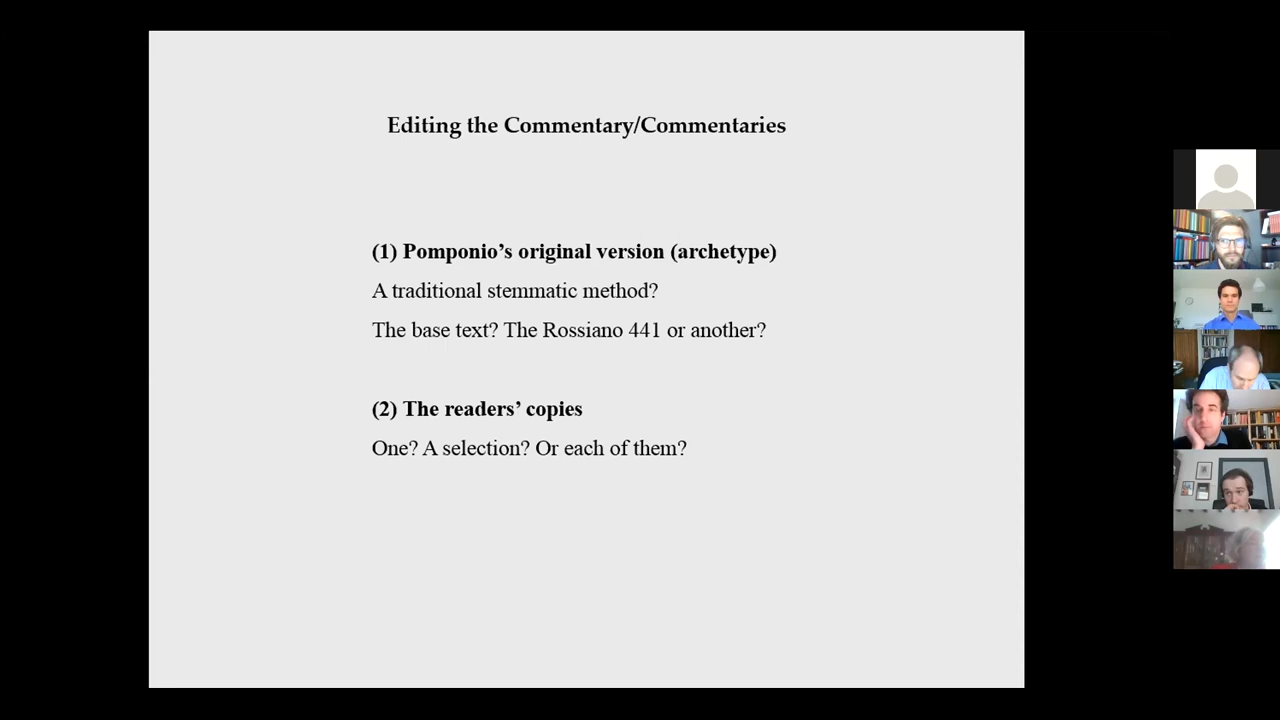 Editing the Commentary/Commentaries
(1) Pomponio’s original version (archetype)
A traditional stemmatic method?
The base text? The Rossiano 441 or another?
(2) The readers’ copies
One? A selection? Or each of them?